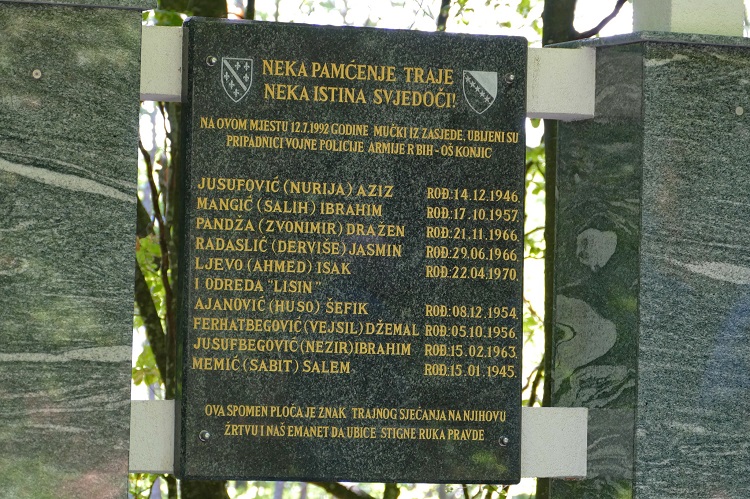 NEKA PAMĆENJE TRAJE
NEKA ISTINA SVJEDOČI!
NA OVOM MJESTU 12.7.1992 GODINE MUČKI IZ ZASJEDE, UBIJENI SU
PRIPADNICI VOJNE POLICIJE ARMIJE R BIH - OŠ KONJIC
JUSUFOVIĆ (NURIJA) AZIZ ROĐ:14.12.1946.
MANGIĆ (SALIH) IBRAHIM ROĐ:17.10.1957.
PANDŽA (ZVONIMIR) DRAŽEN ROĐ:21.11.1966.
RADASLIĆ (DERVIŠE) JASMIN ROĐ:29.06.1966.
LJEVO (AHMED) ISAK ROĐ:22.04.1970.
I ODREDA "LISIN"
AJANOVIĆ (HUSO) ŠEFIK ROĐ:08.12.1954.
FERHATBEGOVIĆ (VEJSIL) DŽEMAL ROĐ:05.10.1956.
JUSUFBEGOVIĆ (NEZIR) IBRAHIM ROĐ:15.02.1963.
MEMIĆ (SABIT) SALEM ROĐ:15.01.1945.
OVA SPOMEN PLOČA JE ZNAK TRAJNOG SJEĆANJA NA NJIHOVU
ŽRTVU I NAŠ EMANET DA UBICE STIGNE RUKA PRAVDE